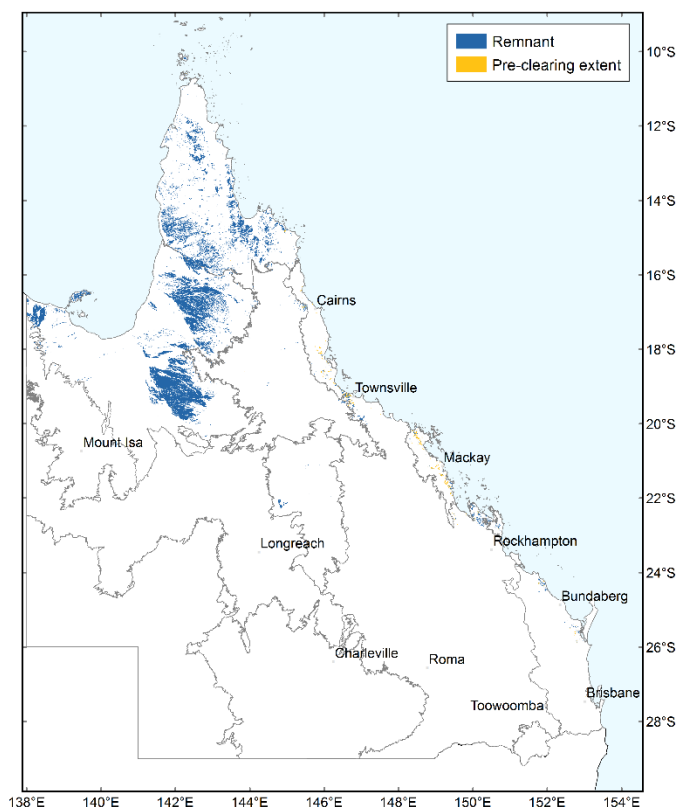 Remnant
Pre-clearing extent
10°S
12°S
14°S
16°S
Cairns
18°S
Townsville
20°S
Mount Isa
Mackay
22°S
Longreach
Rockhampton
24°S
Bundaberg
26°S
Charleville
Roma
Toowoomba
Brisbane
28°S
138°E 140°E 142°E 144°E 146°E 148°E 150°E 152°E 154°E